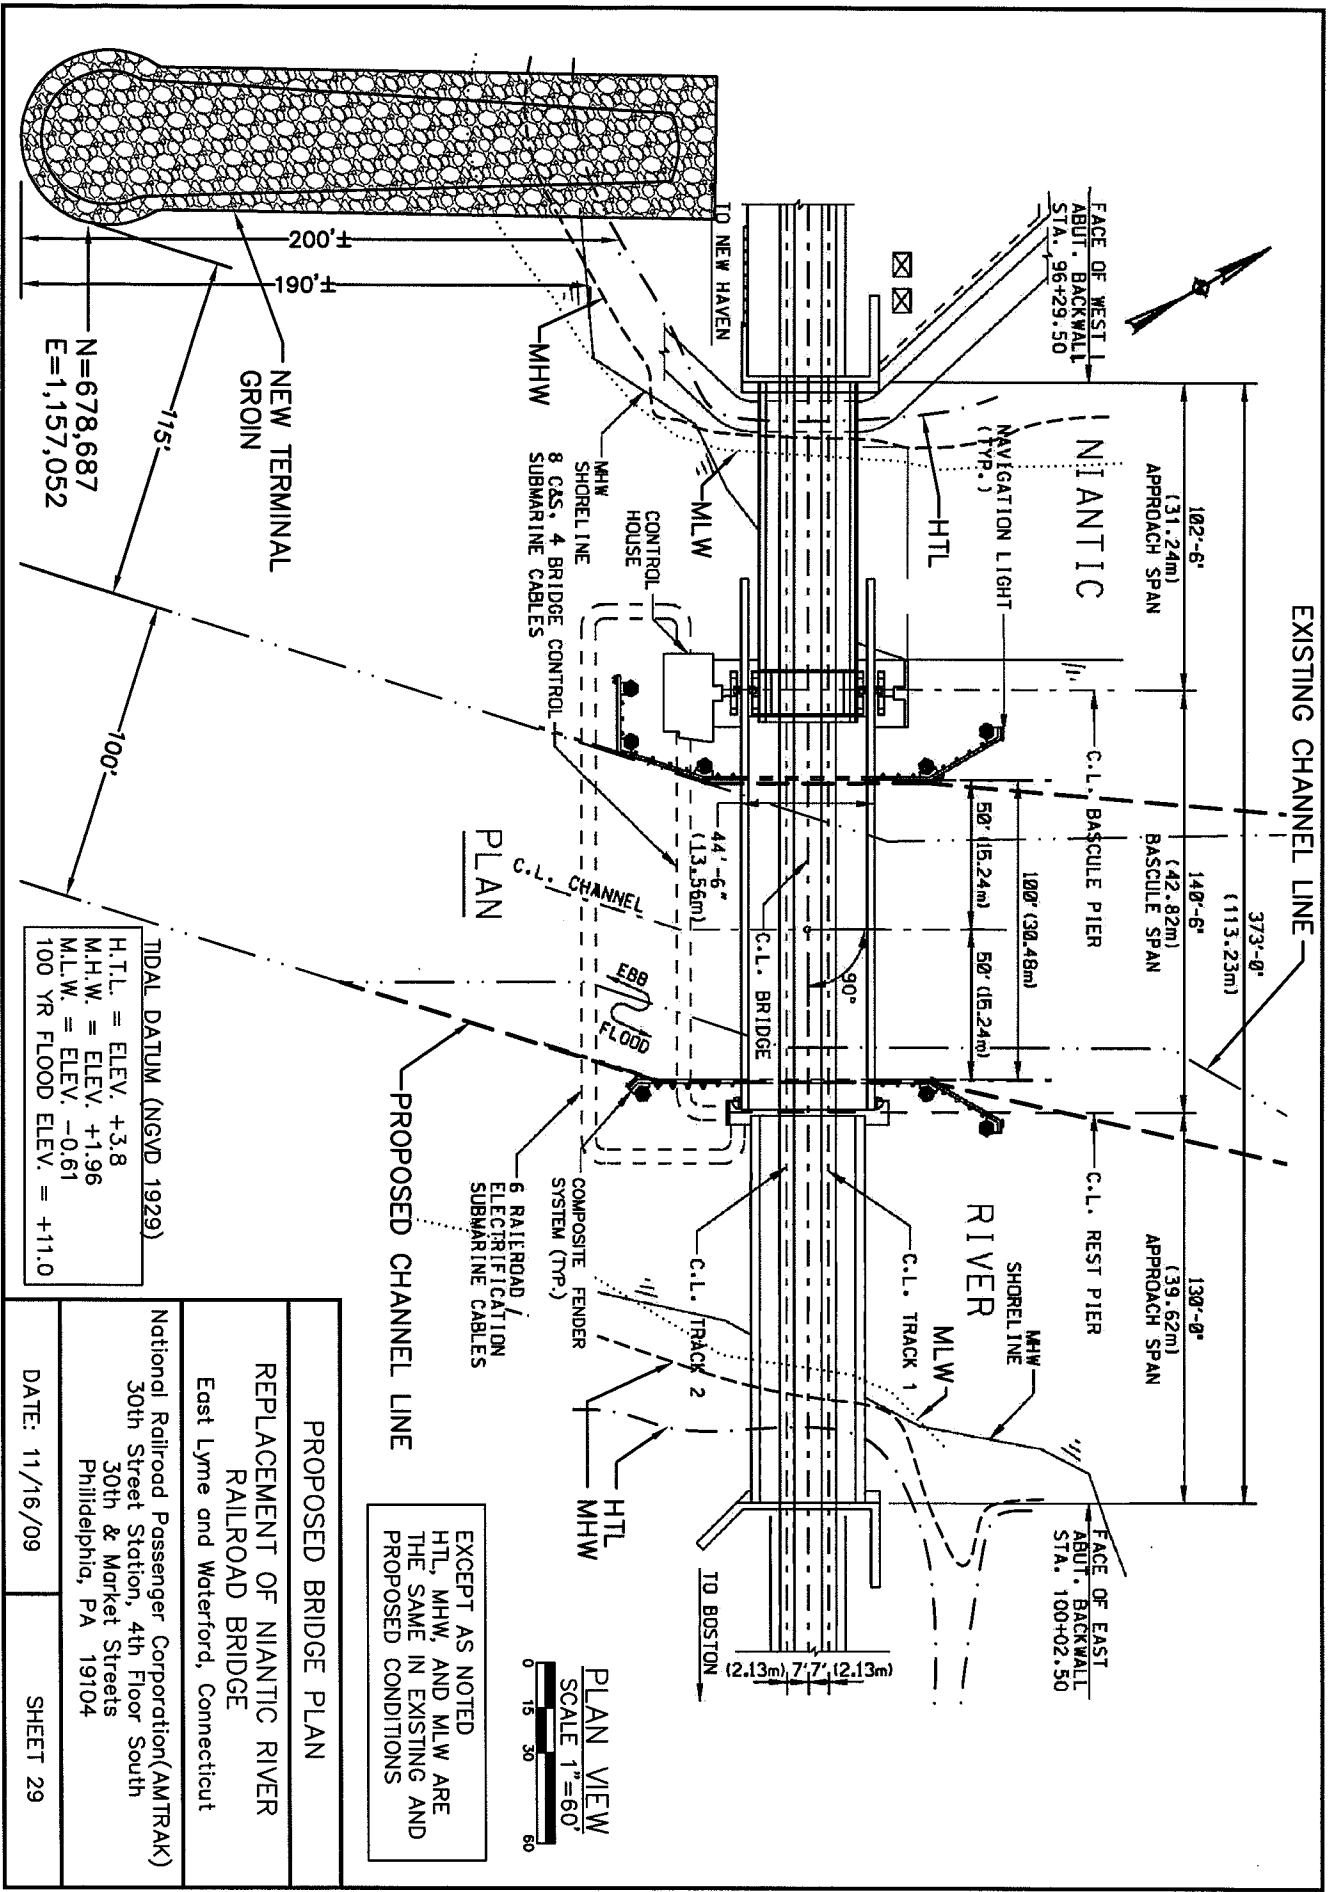 EXISTING CHANNEL LINE
373'-0"
(113.23m)
102'-6"
(31.24m)
APPROACH SPAN
140'-6"
(42.82m)
BASCULE SPAN
130'-0"
(39.62m)
APPROACH SPAN
FACE OF WEST
ABUT. BACKWALL
STA. 96+29.50
FACE OF EAST
ABUT. BACKWALL
STA. 100+02.50
C.L. BASCULE PIER
C.L. REST PIER
100' (30.48m)
50' (15.24m)
50' (15.24m)
NIANTIC
RIVER
NAVIGATION LIGHT
(TYP.)
HTL
MHW
SHORELINE
MLW
C.L. TRACK 1
90°
TO NEW HAVEN
C.L. BRIDGE
44'-6"
(13.56m)
C.L. TRACK 2
TO BOSTON
(2.13m) 7'
7' (2.13m)
MLW
CONTROL
HOUSE
MHW
SHORELINE
8 C&S, 4 BRIDGE CONTROL
SUBMARINE CABLES
MHW
C.L. CHANNEL
EBB
FLOOD
PLAN
COMPOSITE FENDER
SYSTEM (TYP.)
6 RAILROAD
ELECTRIFICATION
SUBMARINE CABLES
HTL
MHW
PROPOSED CHANNEL LINE
200'±
190'±
NEW TERMINAL
GROIN
N=678,687
E=1,157,052
115'
100'
PLAN VIEW
SCALE 1"=60'
0 15 30 60
EXCEPT AS NOTED
HTL, MHW, AND MLW ARE
THE SAME IN EXISTING AND
PROPOSED CONDITIONS
TIDAL DATUM (NGVD 1929)
H.T.L. = ELEV. +3.8
M.H.W. = ELEV. +1.96
M.L.W. = ELEV. -0.61
100 YR FLOOD ELEV. = +11.0
PROPOSED BRIDGE PLAN
REPLACEMENT OF NIANTIC RIVER
RAILROAD BRIDGE
East Lyme and Waterford, Connecticut
National Railroad Passenger Corporation(AMTRAK)
30th Street Station, 4th Floor South
30th & Market Streets
Philidelphia, PA 19104
DATE: 11/16/09
SHEET 29